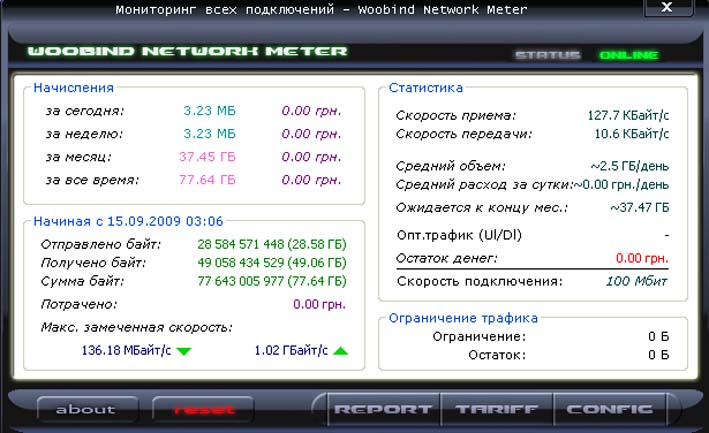 Мониторинг всех подключений - Woobind Network Meter
X
WOOBIND NETWORK METER
STATUS ONLINE
Начисления
за сегодня: 3.23 МБ 0.00 грн.
за неделю: 3.23 МБ 0.00 грн.
за месяц: 37.45 ГБ 0.00 грн.
за все время: 77.64 ГБ 0.00 грн.
Начиная с 15.09.2009 03:06
Отправлено байт: 28 584 571 448 (28.58 ГБ)
Получено байт: 49 058 434 529 (49.06 ГБ)
Сумма байт: 77 643 005 977 (77.64 ГБ)
Потрачено: 0.00 грн.
Макс. замеченная скорость:
136.18 МБайт/с 1.02 ГБайт/с
Статистика
Скорость приема: 127.7 КБайт/с
Скорость передачи: 10.6 КБайт/с
Средний объем: ~2.5 ГБ/день
Средний расход за сутки:~0.00 грн./день
Ожидается к концу мес.: ~37.47 ГБ
Опт.трафик (Ul/Dl) -
Остаток денег: 0.00 грн.
Скорость подключения: 100 Мбит
Ограничение трафика
Ограничение: 0 Б
Остаток: 0 Б
about reset REPORT TARIFF CONFIG